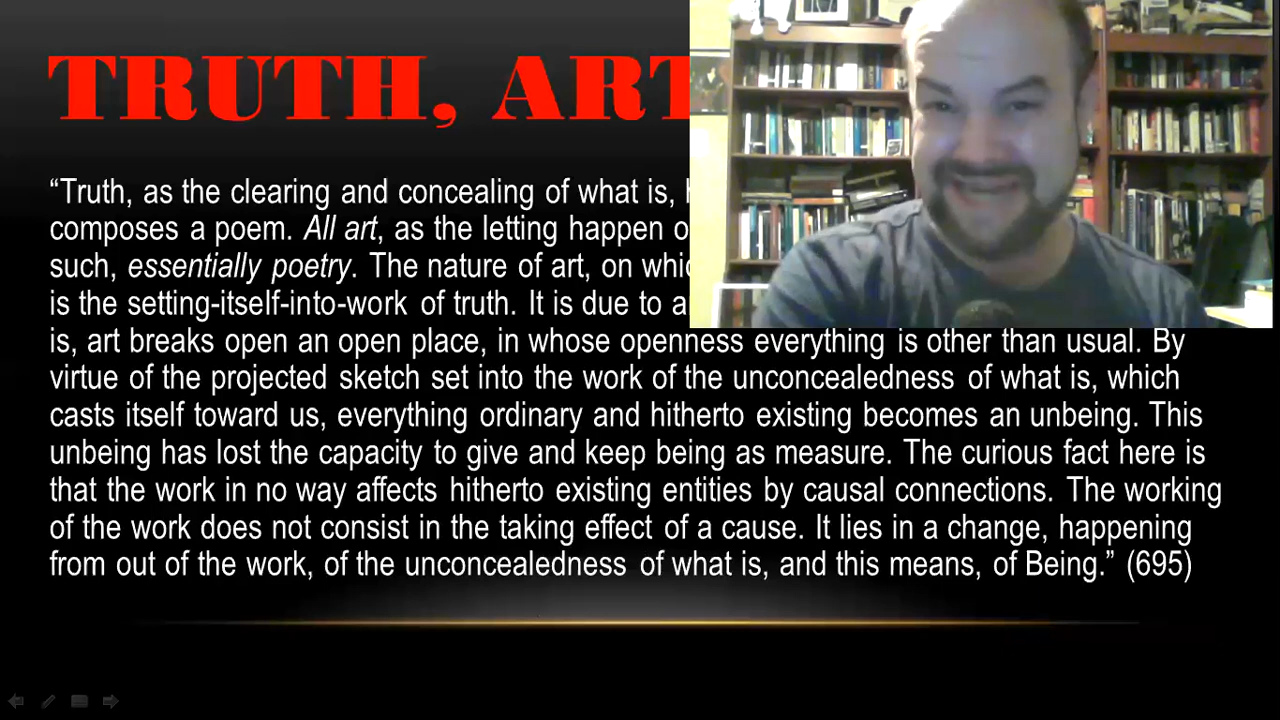 TRUTH, ART
“Truth, as the clearing and concealing of what is,
composes a poem. All art, as the letting happen o
such, essentially poetry. The nature of art, on whic
is the setting-itself-into-work of truth. It is due to a
is, art breaks open an open place, in whose openness everything is other than usual. By
virtue of the projected sketch set into the work of the unconcealedness of what is, which
casts itself toward us, everything ordinary and hitherto existing becomes an unbeing. This
unbeing has lost the capacity to give and keep being as measure. The curious fact here is
that the work in no way affects hitherto existing entities by causal connections. The working
of the work does not consist in the taking effect of a cause. It lies in a change, happening
from out of the work, of the unconcealedness of what is, and this means, of Being.” (695)